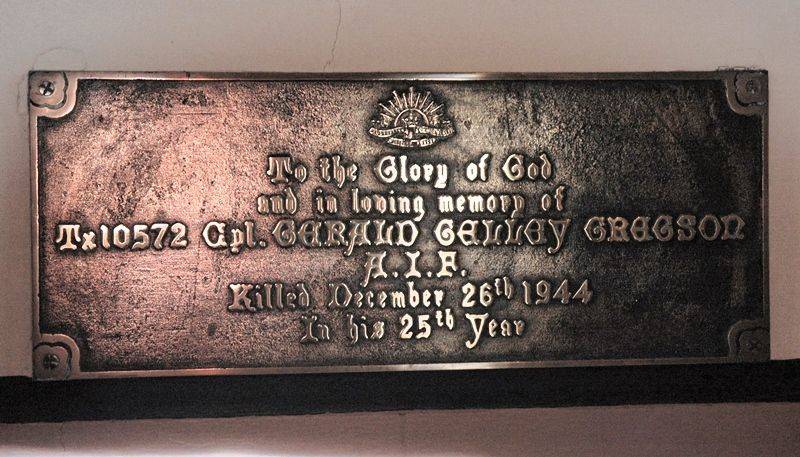 To the Glory of God
and in loving memory of
Tx10572 Cpl. GERALD GELLEY GREGSON
A.I.F.
Killed December 26th 1944
In his 25th Year